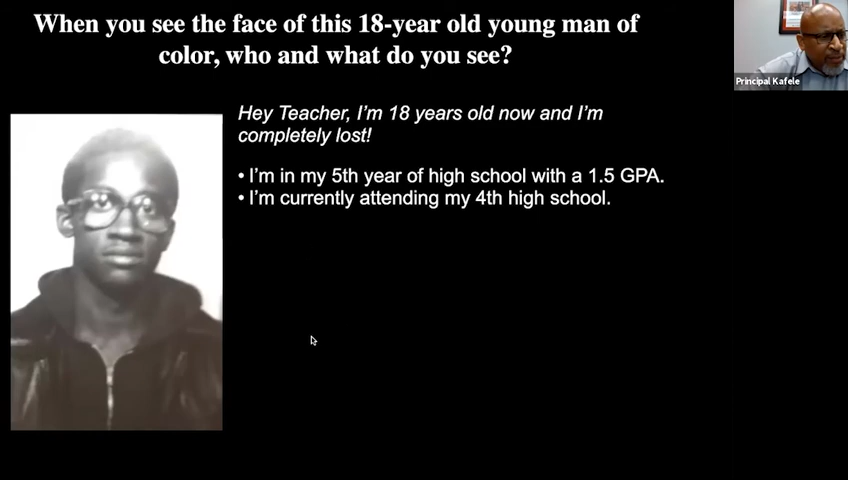 When you see the face of this 18-year old young man of
color, who and what do you see?
Principal Kafele
Hey Teacher, I'm 18 years old now and I'm
completely lost!
• I'm in my 5th year of high school with a 1.5 GPA.
• I'm currently attending my 4th high school.